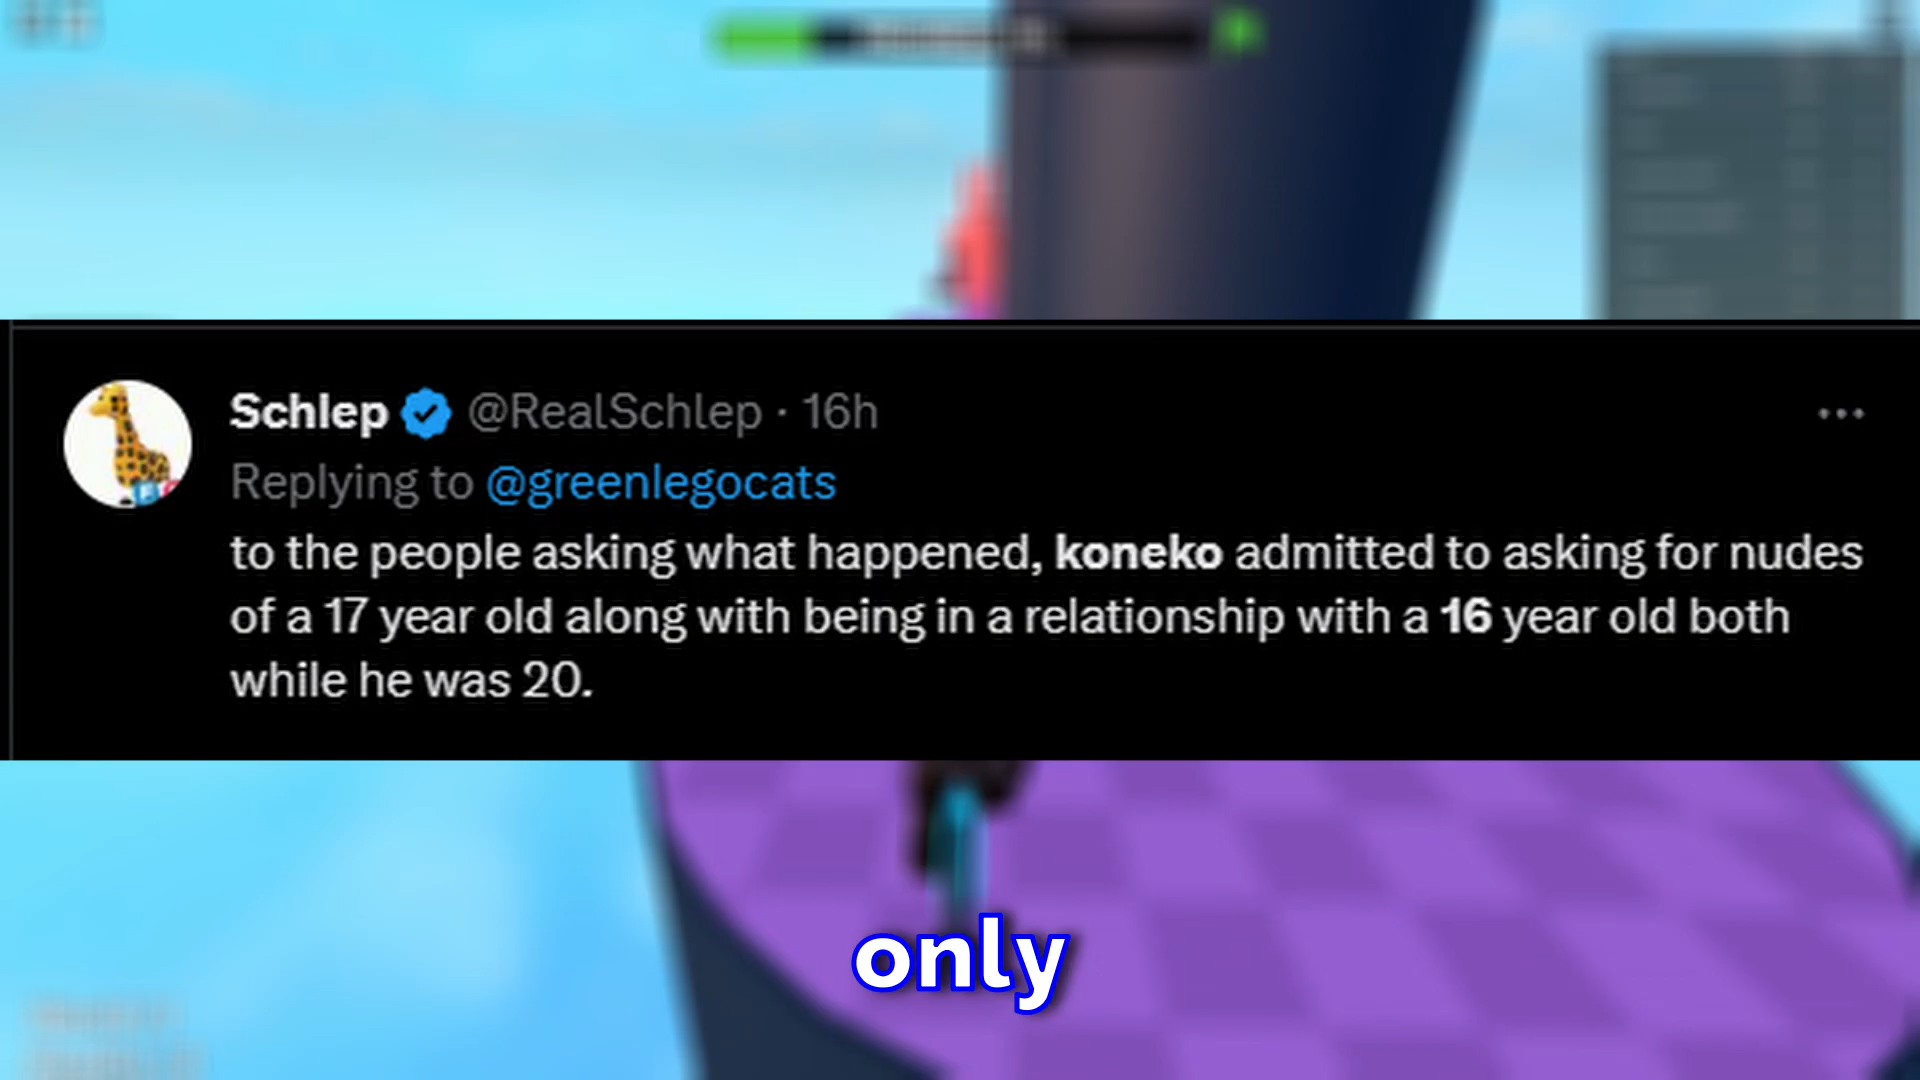 Schlep @RealSchlep · 16h
Replying to @greenlegocats
to the people asking what happened, koneko admitted to asking for nudes
of a 17 year old along with being in a relationship with a 16 year old both
while he was 20.
only